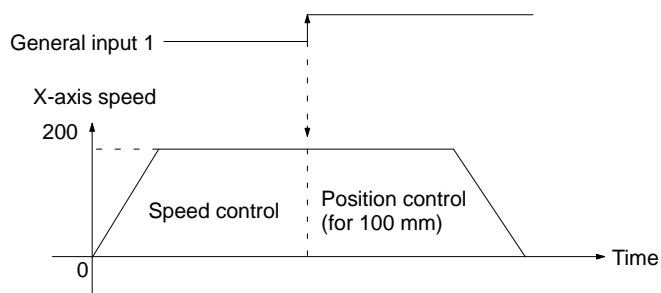 General input 1
X-axis speed
200
Speed control
Position control
(for 100 mm)
0
Time